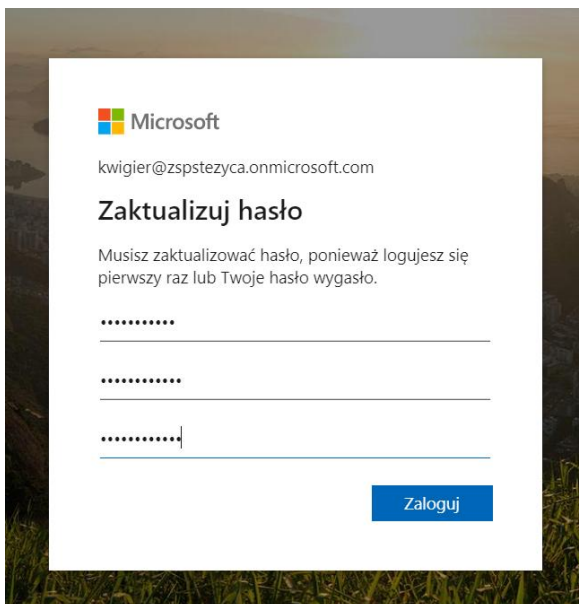 Microsoft
kwigier@zspstezyca.onmicrosoft.com
Zaktualizuj hasło
Musisz zaktualizować hasło, ponieważ logujesz się
pierwszy raz lub Twoje hasło wygasło.
•••••••••••
••••••••••••
••••••••••••
Zaloguj